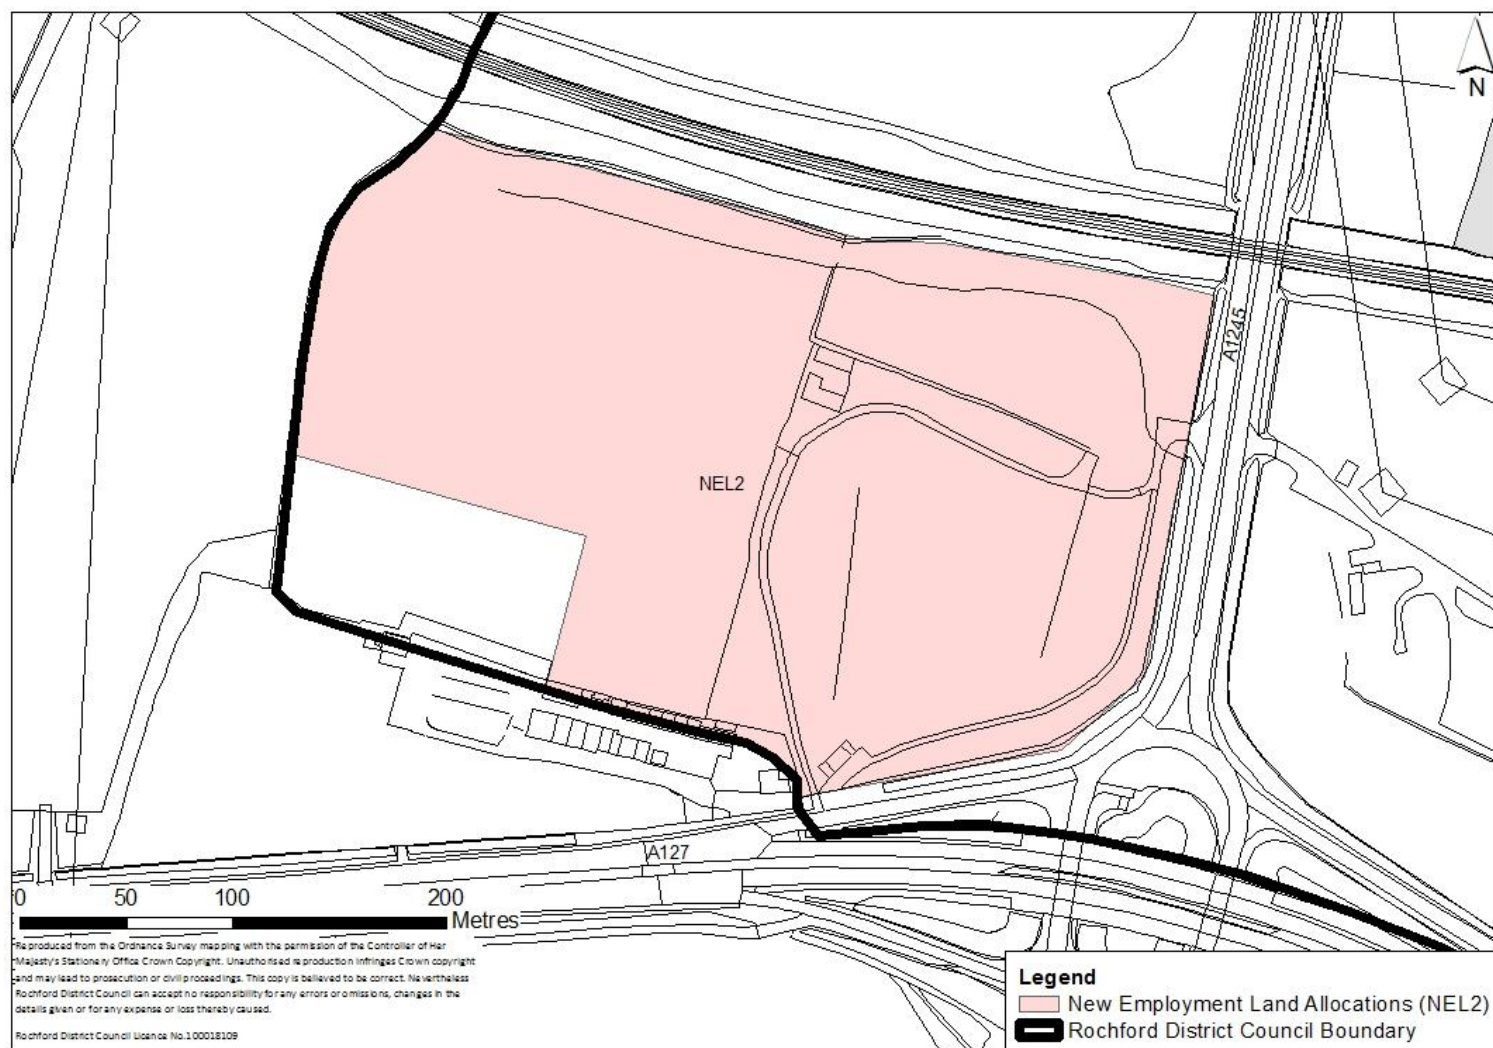 N
A1245
NEL2
A127
0 50 100 200
Metres
Reproduced from the Ordnance Survey mapping with the permission of the Controller of Her
Majesty's Stationery Office Crown Copyright. Unauthorised reproduction infringes Crown copyright
and may lead to prosecution or civil proceedings. This copy is believed to be correct. Nevertheless
Rochford District Council can accept no responsibility for any errors or omissions, changes in the
details given or for any expense or loss thereby caused.
Rochford District Council Licence No.100018109
Legend
New Employment Land Allocations (NEL2)
Rochford District Council Boundary